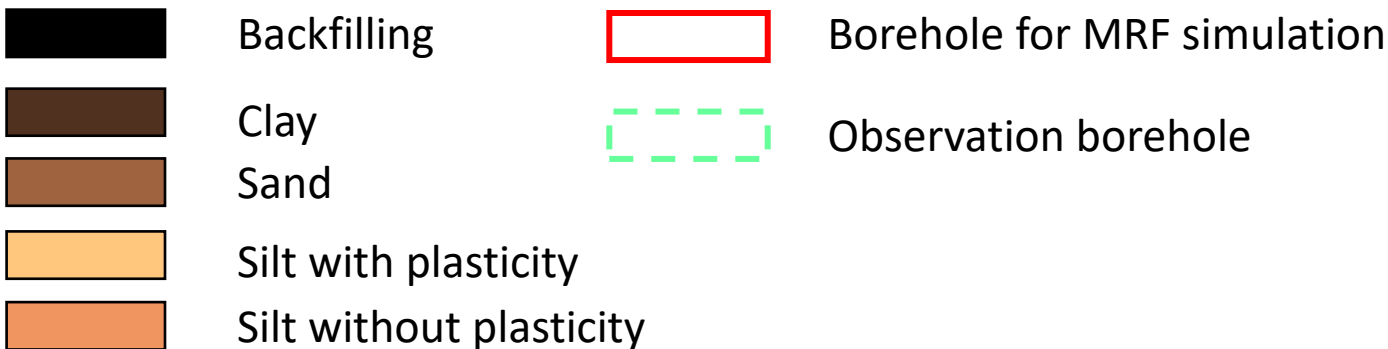 Backfilling
Clay
Sand
Silt with plasticity
Silt without plasticity
Borehole for MRF simulation
Observation borehole